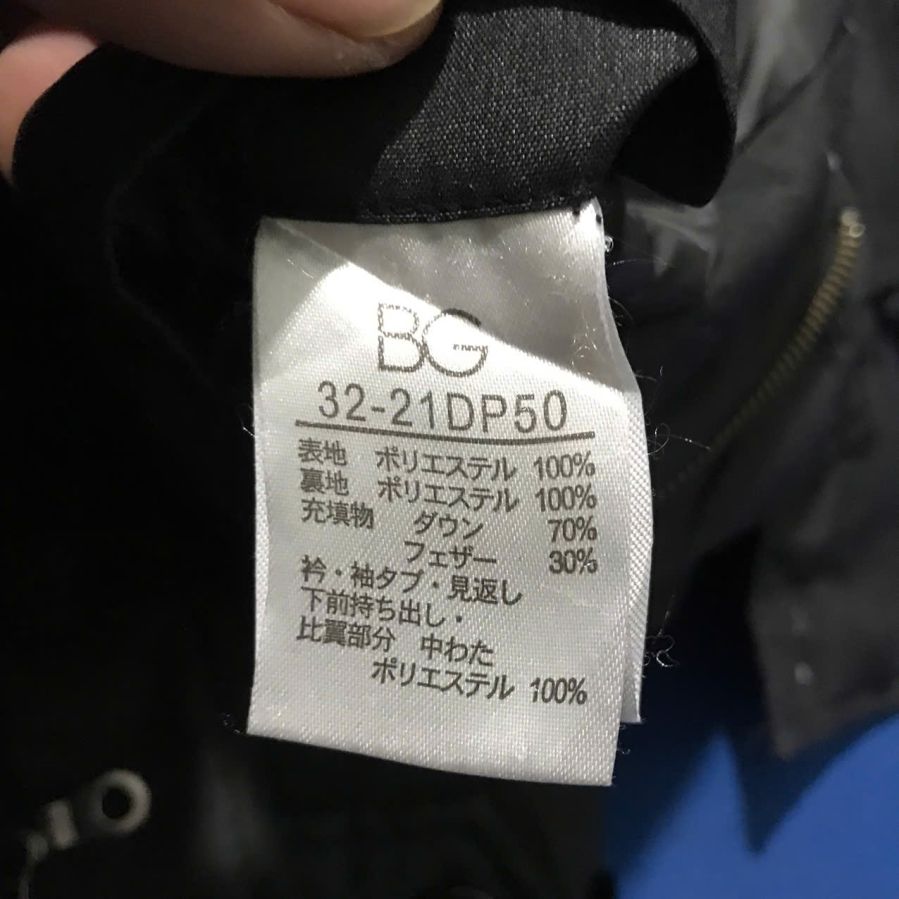 BG
32-21DP50
表地 ポリエステル 100%
裏地 ポリエステル 100%
充填物 ダウン 70%
フェザー 30%
衿・袖タブ・見返し
下前持ち出し・
比翼部分 中わた
ポリエステル 100%